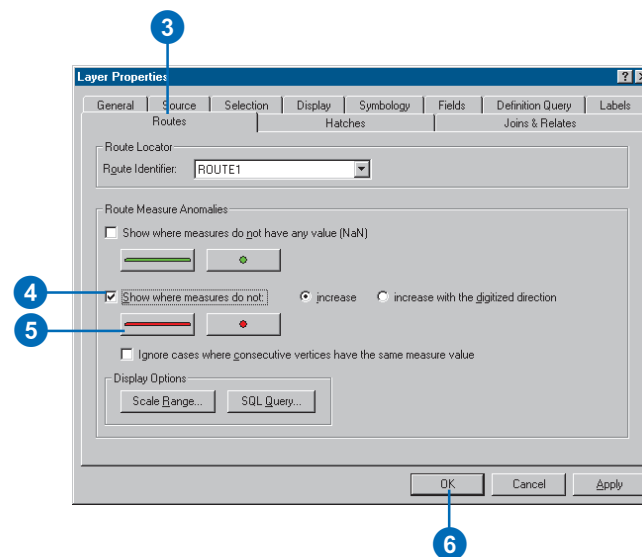 3
Layer Properties
General Source Selection Display Symbology Fields Definition Query Labels
Routes Hatches Joins & Relates
Route Locator
Route Identifier: ROUTE1
Route Measure Anomalies
Show where measures do not have any value (NaN)
4 Show where measures do not: increase increase with the digitized direction
5
Ignore cases where consecutive vertices have the same measure value
Display Options
Scale Range... SQL Query...
OK Cancel Apply
6